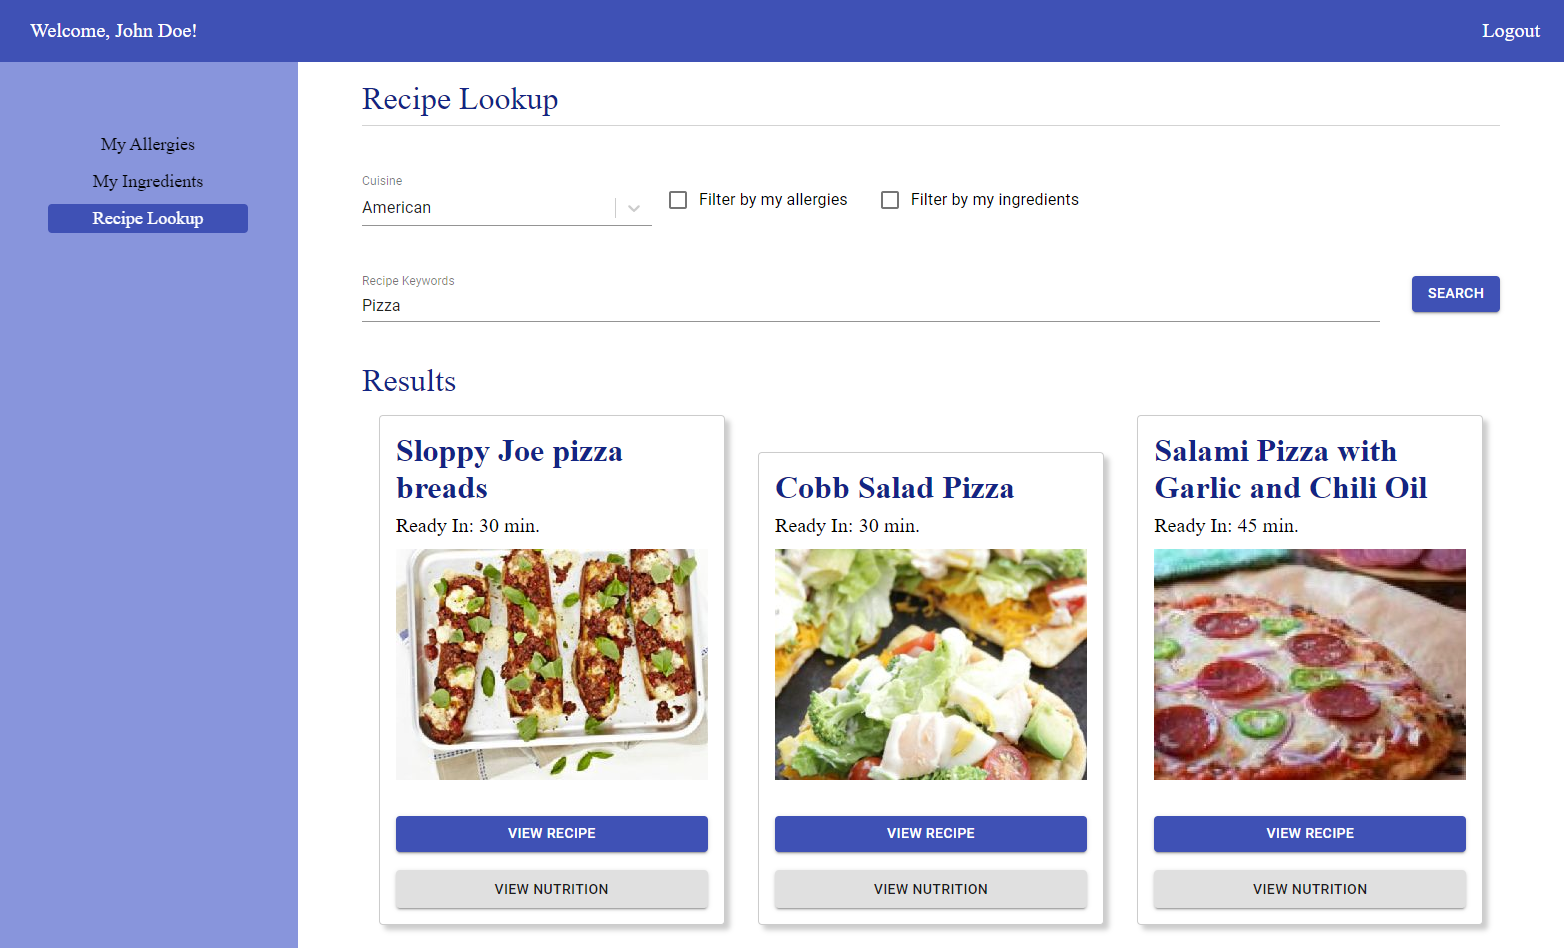 Welcome, John Doe!
Logout
My Allergies
My Ingredients
Recipe Lookup
Recipe Lookup
Cuisine
American
Filter by my allergies
Filter by my ingredients
Recipe Keywords
Pizza
SEARCH
Results
Sloppy Joe pizza
breads
Ready In: 30 min.
VIEW RECIPE
VIEW NUTRITION
Cobb Salad Pizza
Ready In: 30 min.
VIEW RECIPE
VIEW NUTRITION
Salami Pizza with
Garlic and Chili Oil
Ready In: 45 min.
VIEW RECIPE
VIEW NUTRITION